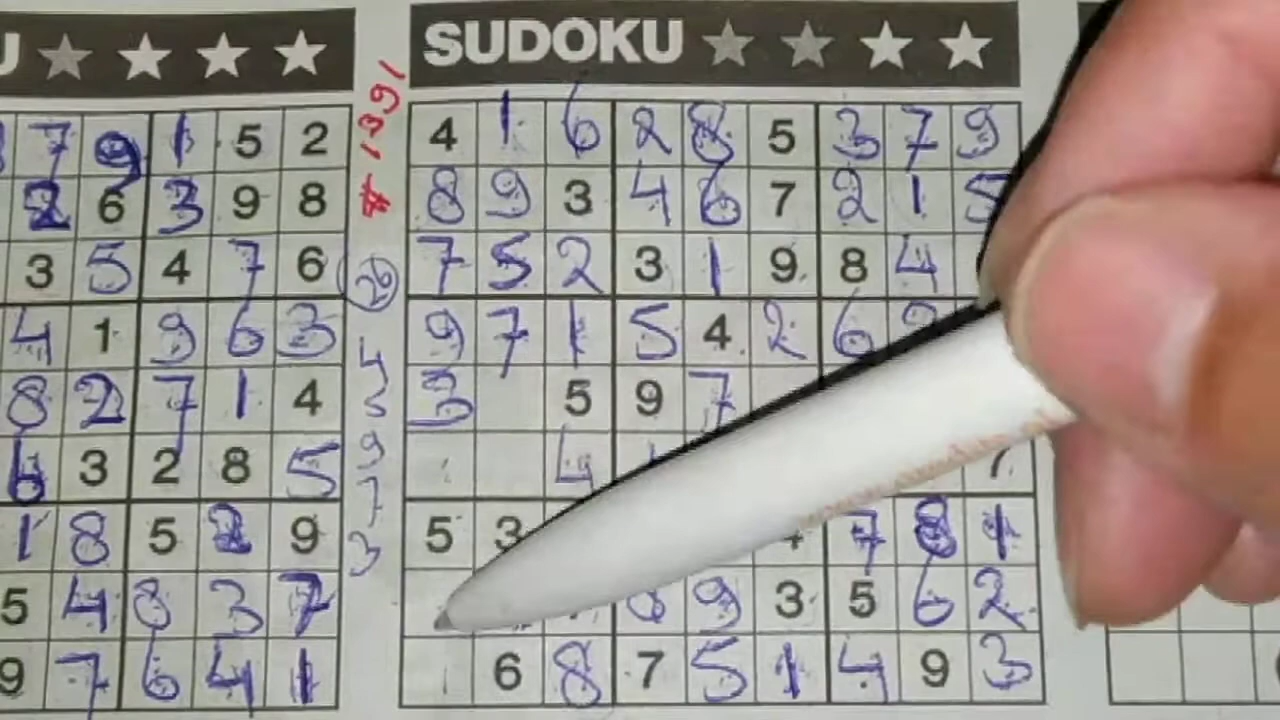 U ★ ★ ★ ★
SUDOKU ★ ★ ★ ★
# 1391
26
4
3
9
7
3
7 9 1 5 2
2 6 3 9 8
3 5 4 7 6
4 1 9 6 3
8 2 7 1 4
6 3 2 8 5
1 8 5 2 9
5 4 8 3 7
9 7 6 4 1
4 1 6 2 8 5 3 7 9
8 9 3 4 6 7 2 1 5
7 5 2 3 1 9 8 4
9 7 1 5 4 2 6
3 5 9 7
4 7
5 3 4 7 8 1
9 3 5 6 2
6 8 7 5 1 4 9 3